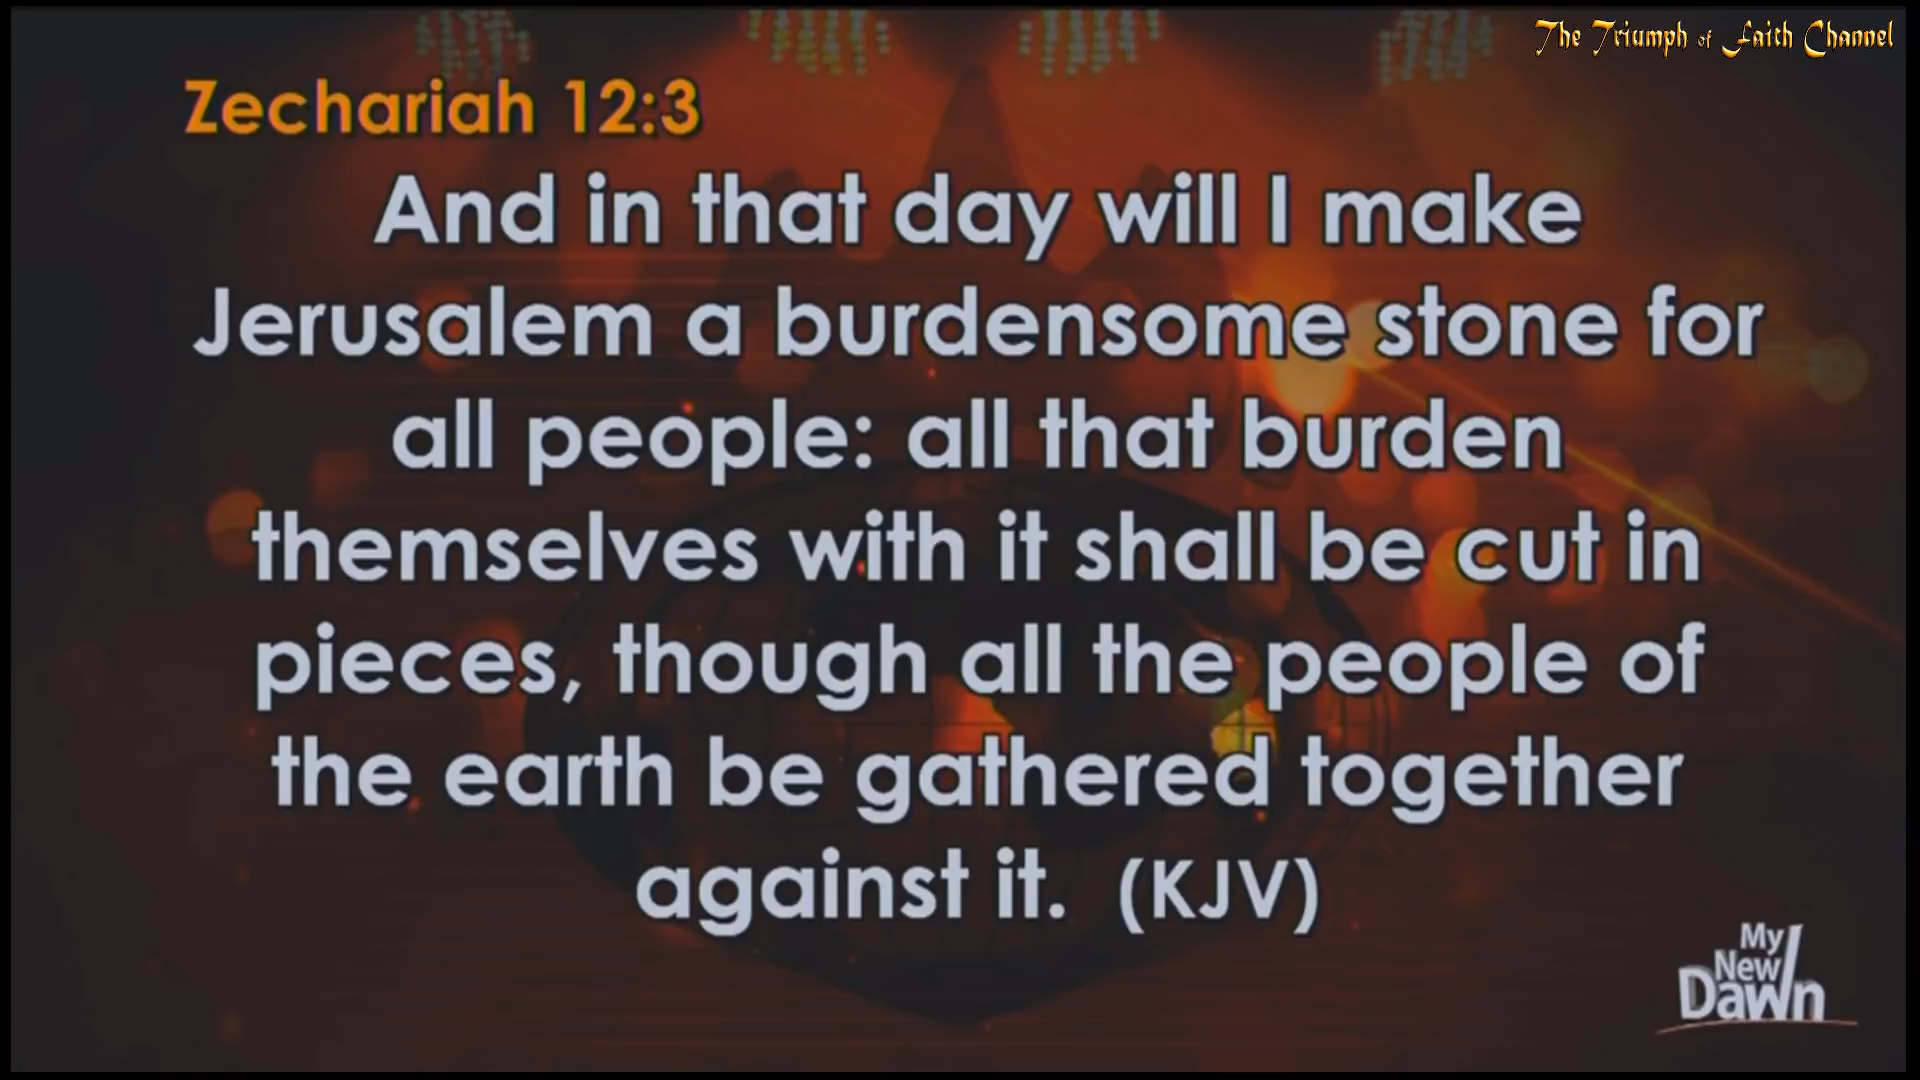 The Triumph of Faith Channel
Zechariah 12:3
And in that day will I make
Jerusalem a burdensome stone for
all people: all that burden
themselves with it shall be cut in
pieces, though all the people of
the earth be gathered together
against it. (KJV)
My
New
Dawn